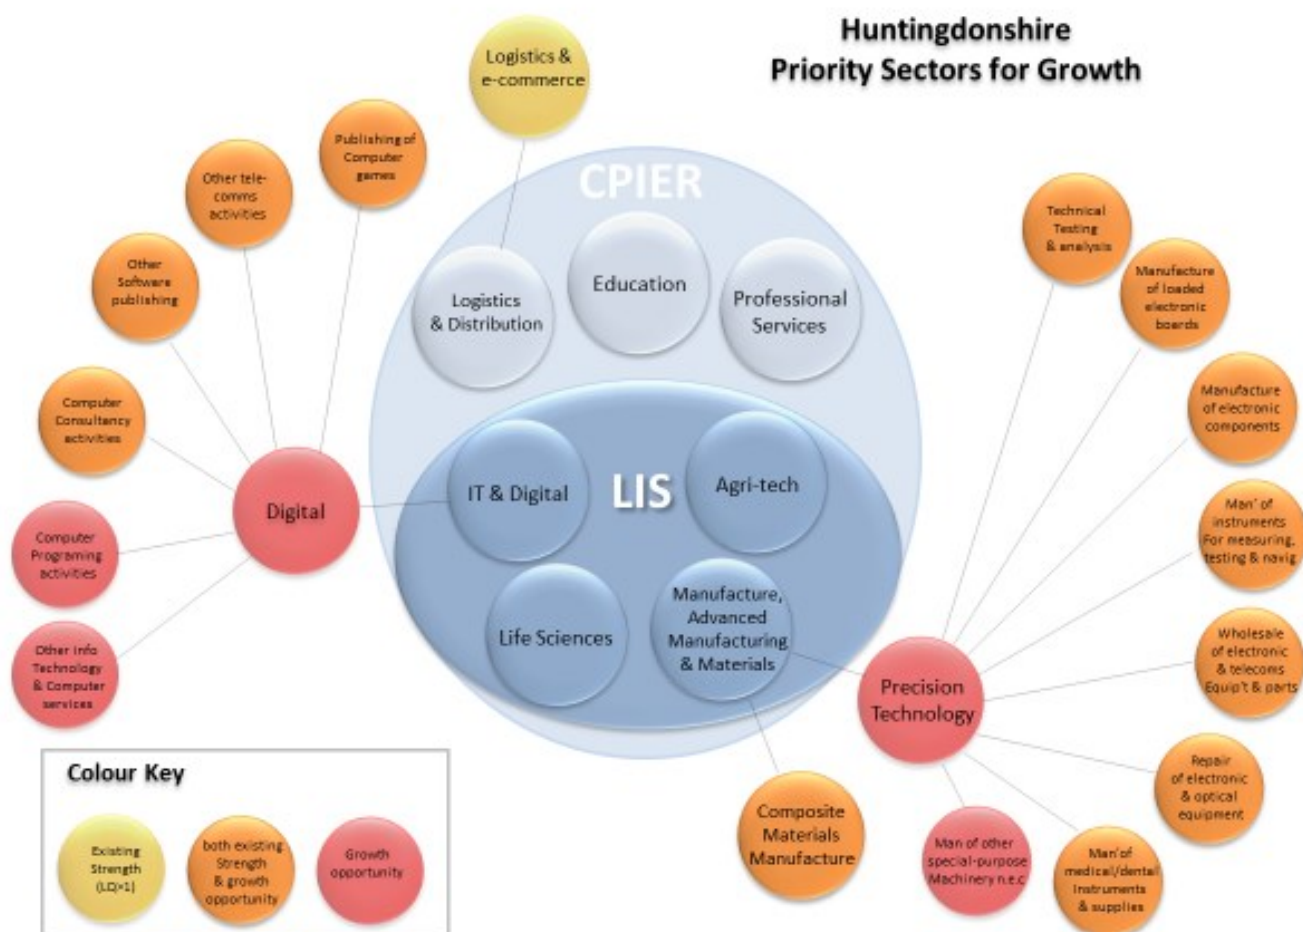 Huntingdonshire
Priority Sectors for Growth
Logistics &
e-commerce
Publishing of
Computer
games
Other tele-
comms
activities
Other
Software
publishing
Computer
Consultancy
activities
Computer
Programing
activities
Other Info
Technology
& Computer
services
Digital
CPIER
Logistics
& Distribution
Education
Professional
Services
LIS
IT & Digital
Agri-tech
Life Sciences
Manufacture,
Advanced
Manufacturing
& Materials
Technical
Testing
& analysis
Manufacture
of loaded
electronic
boards
Manufacture
of electronic
components
Man' of
instruments
For measuring,
testing & navig.
Wholesale
of electronic
& telecoms
Equip't & parts
Precision
Technology
Repair
of electronic
& optical
equipment
Man'of
medical/dental
Instruments
& supplies
Man of other
special-purpose
Machinery n.e.c
Composite
Materials
Manufacture
Colour Key
Existing
Strength
(LQ>1)
both existing
Strength
& growth
opportunity
Growth
opportunity